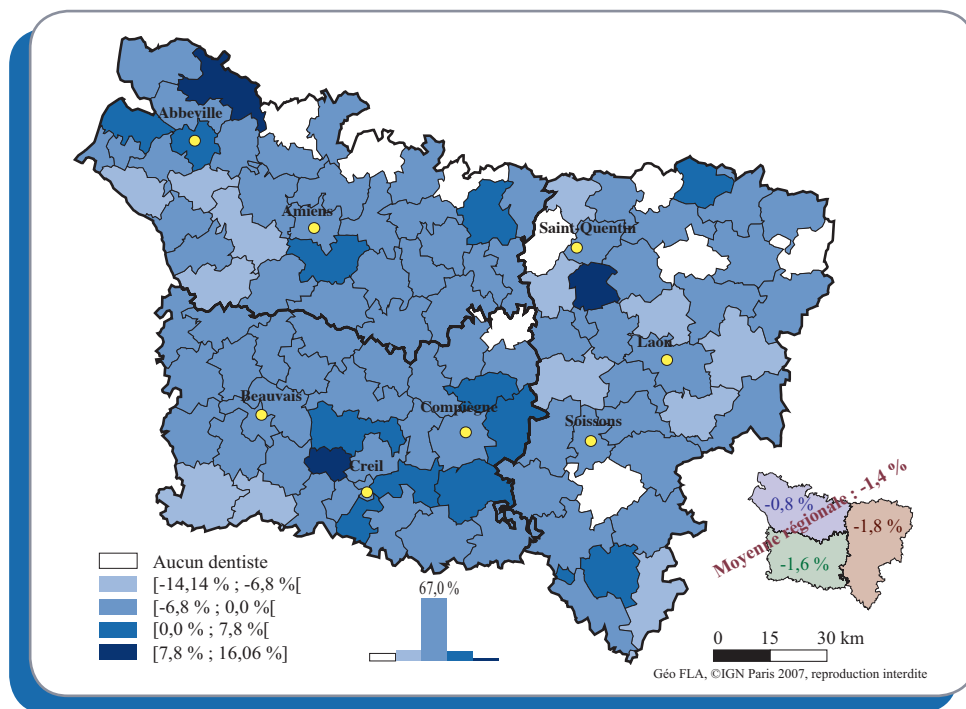 Abbeville
Amiens
Saint-Quentin
Laon
Beauvais
Compiègne
Soissons
Creil
Aucun dentiste
[-14,14 % ; -6,8 %[
[-6,8 % ; 0,0 %[
[0,0 % ; 7,8 %[
[7,8 % ; 16,06 %]
67,0 %
Moyenne régionale : -1,4 %
-0,8 %
-1,8 %
-1,6 %
0 15 30 km
Géo FLA, ©IGN Paris 2007, reproduction interdite